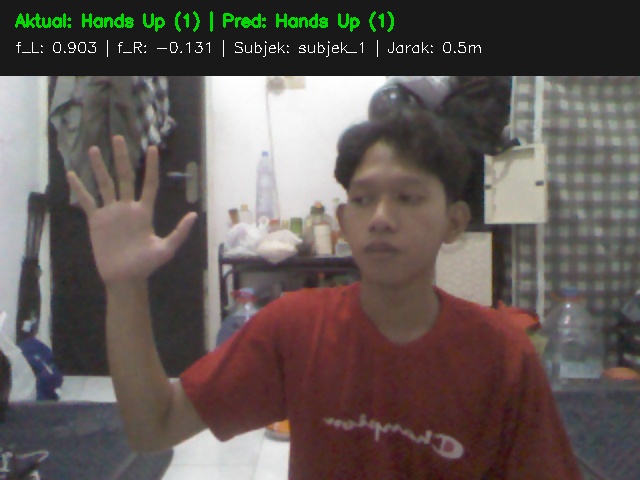 Aktual: Hands Up (1) | Pred: Hands Up (1)
f_L: 0.903 | f_R: −0.131 | Subjek: subjek_1 | Jarak: 0.5m
Champion